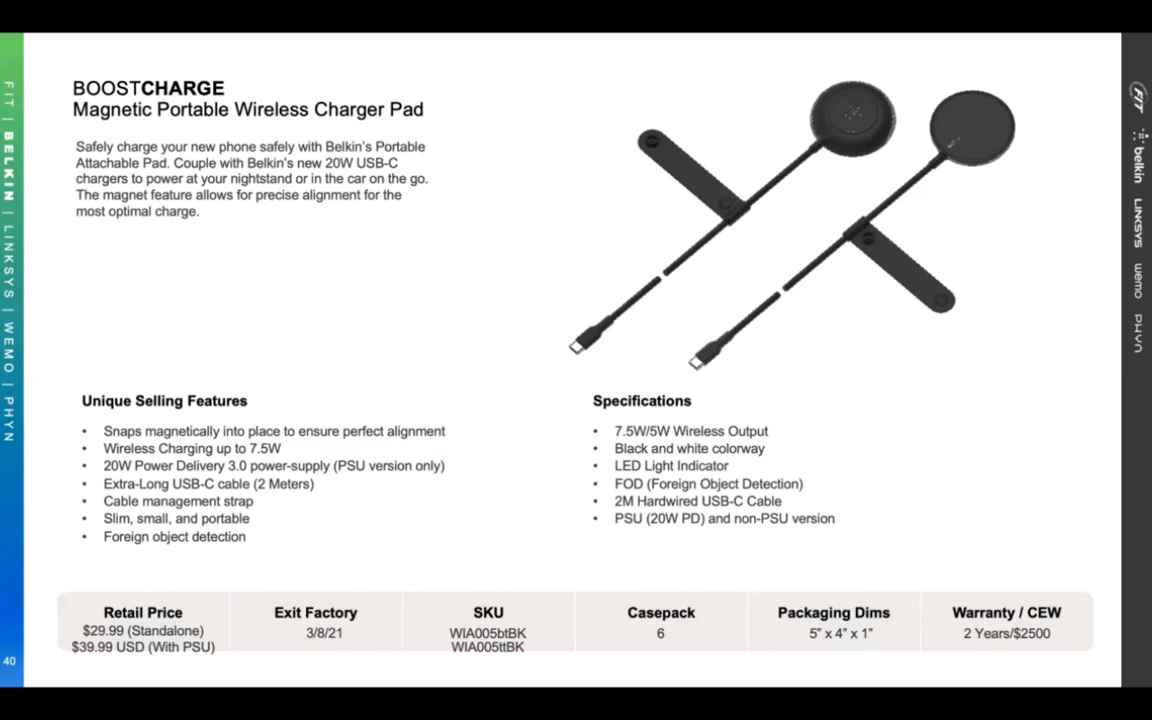 BOOSTCHARGE
Magnetic Portable Wireless Charger Pad
Safely charge your new phone safely with Belkin's Portable
Attachable Pad. Couple with Belkin's new 20W USB-C
chargers to power at your nightstand or in the car on the go.
The magnet feature allows for precise alignment for the
most optimal charge.
Unique Selling Features
• Snaps magnetically into place to ensure perfect alignment
• Wireless Charging up to 7.5W
• 20W Power Delivery 3.0 power-supply (PSU version only)
• Extra-Long USB-C cable (2 Meters)
• Cable management strap
• Slim, small, and portable
• Foreign object detection
Specifications
• 7.5W/5W Wireless Output
• Black and white colorway
• LED Light Indicator
• FOD (Foreign Object Detection)
• 2M Hardwired USB-C Cable
• PSU (20W PD) and non-PSU version
Retail Price
$29.99 (Standalone)
$39.99 USD (With PSU)
Exit Factory
3/8/21
SKU
WIA005btBK
WIA005ttBK
Casepack
6
Packaging Dims
5” x 4” x 1”
Warranty / CEW
2 Years/$2500
FIT | BELKIN | LINKSYS | WEMO | PHYN
40
FIT
belkin
LINKSYS
wemo
PHYN